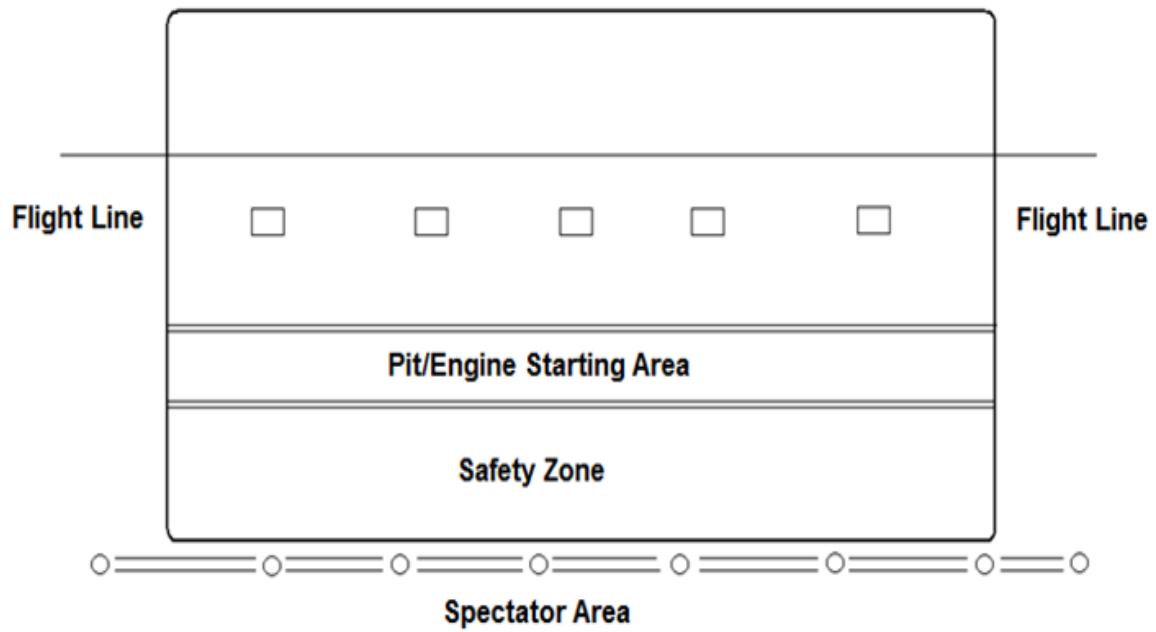 Flight Line
Flight Line
Pit/Engine Starting Area
Safety Zone
Spectator Area